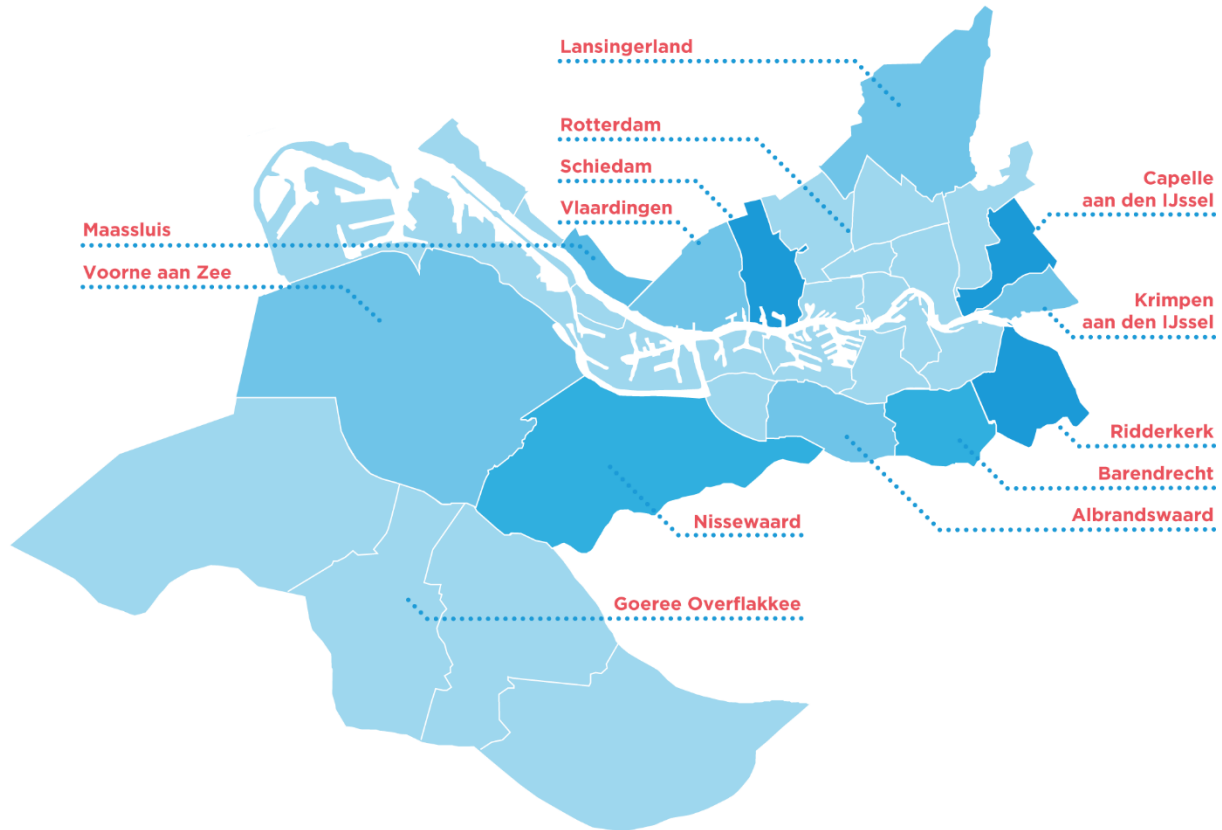 Lansingerland
Rotterdam
Schiedam
Vlaardingen
Maassluis
Voorne aan Zee
Capelle
aan den IJssel
Krimpen
aan den IJssel
Ridderkerk
Barendrecht
Albrandswaard
Nissewaard
Goeree Overflakkee